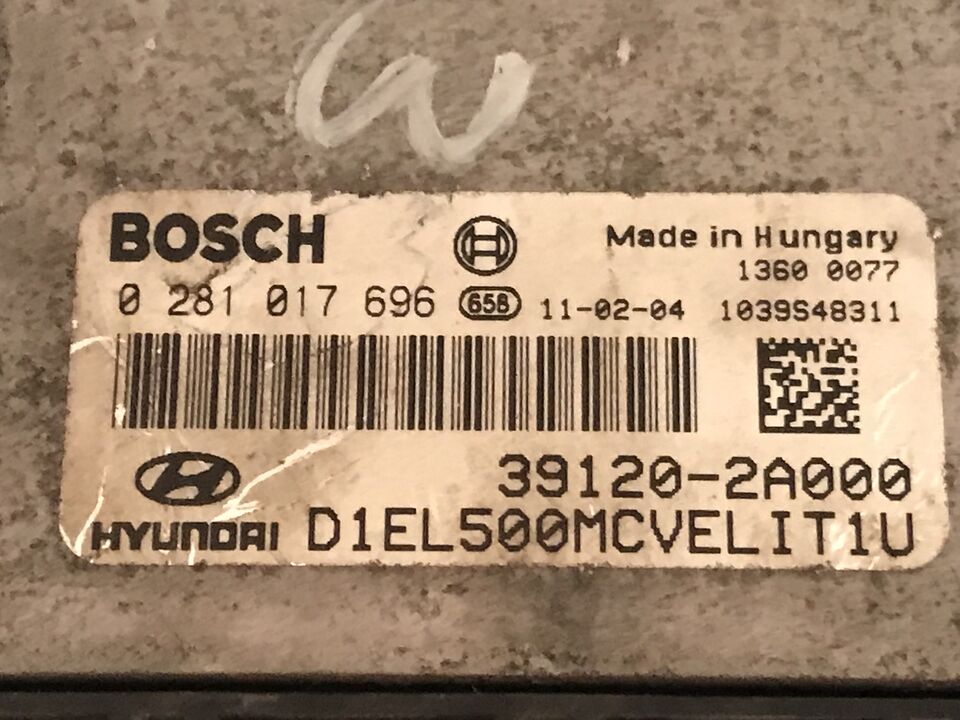 BOSCH
Made in Hungary
1360 0077
0 281 017 696 658 11-02-04 1039S48311
39120-2A000
HYUNDAI D1EL500MCVELIT1U